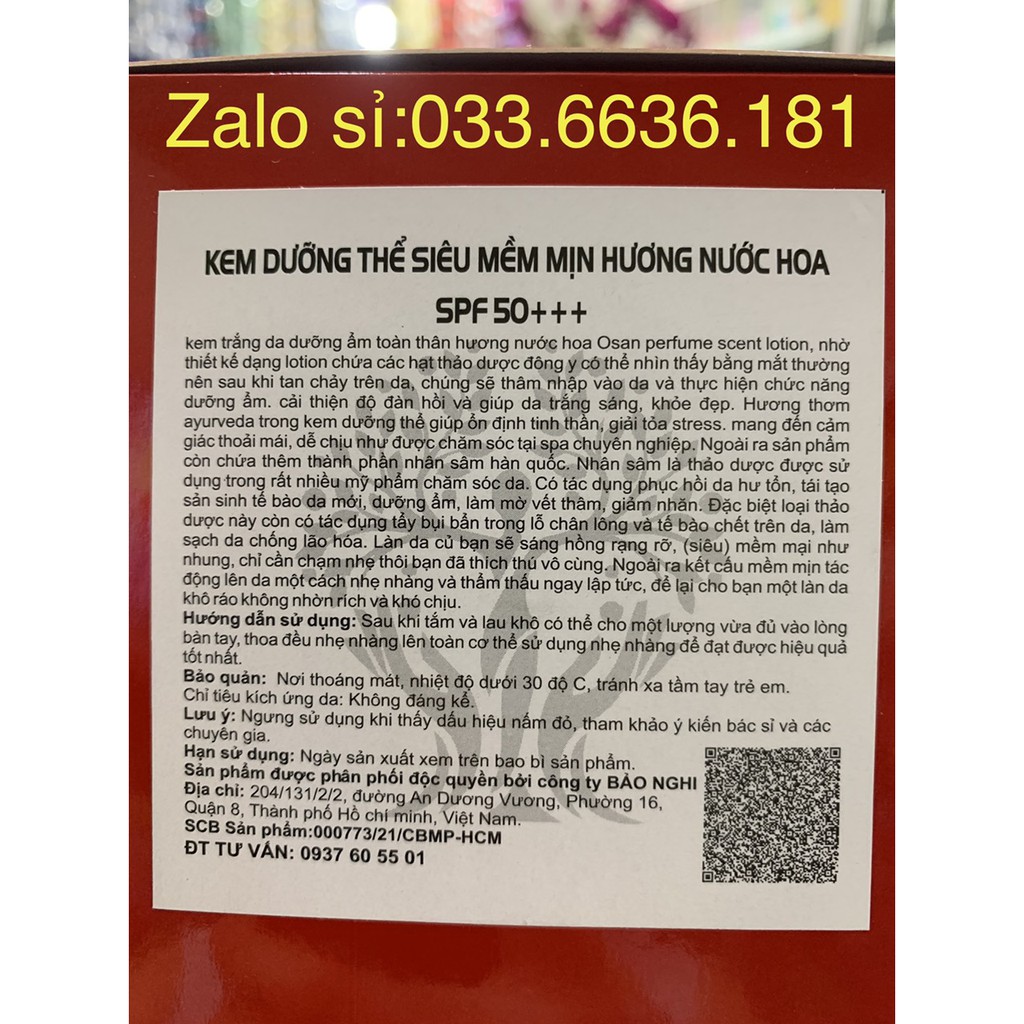 Zalo sỉ:033.6636.181
KEM DƯỠNG THỂ SIÊU MỀM MỊN HƯƠNG NƯỚC HOA
SPF 50+++
kem trắng da dưỡng ẩm toàn thân hương nước hoa Osan perfume scent lotion, nhờ
thiết kế dạng lotion chứa các hạt thảo dược đông y có thể nhìn thấy bằng mắt thường
nên sau khi tan chảy trên da, chúng sẽ thâm nhập vào da và thực hiện chức năng
dưỡng ẩm. cải thiện độ đàn hồi và giúp da trắng sáng, khỏe đẹp. Hương thơm
ayurveda trong kem dưỡng thể giúp ổn định tinh thần, giải tỏa stress. mang đến cảm
giác thoải mái, dễ chịu như được chăm sóc tại spa chuyên nghiệp. Ngoài ra sản phẩm
còn chứa thêm thành phần nhân sâm hàn quốc. Nhân sâm là thảo dược được sử
dụng trong rất nhiều mỹ phẩm chăm sóc da. Có tác dụng phục hồi da hư tổn, tái tạo
sản sinh tế bào da mới, dưỡng ẩm, làm mờ vết thâm, giảm nhăn. Đặc biệt loại thảo
dược này còn có tác dụng tẩy bụi bẩn trong lỗ chân lông và tế bào chết trên da, làm
sạch da chống lão hóa. Làn da củ bạn sẽ sáng hồng rạng rỡ, (siêu) mềm mại như
nhung, chỉ cần chạm nhẹ thôi bạn đã thích thú vô cùng. Ngoài ra kết cấu mềm mịn tác
động lên da một cách nhẹ nhàng và thẩm thấu ngay lập tức, để lại cho bạn một làn da
khô ráo không nhờn rích và khó chịu.
Hướng dẫn sử dụng: Sau khi tắm và lau khô có thể cho một lượng vừa đủ vào lòng
bàn tay, thoa đều nhẹ nhàng lên toàn cơ thể sử dụng nhẹ nhàng để đạt được hiệu quả
tốt nhất.
Bảo quản: Nơi thoáng mát, nhiệt độ dưới 30 độ C, tránh xa tầm tay trẻ em.
Chỉ tiêu kích ứng da: Không đáng kể.
Lưu ý: Ngưng sử dụng khi thấy dấu hiệu nấm đỏ, tham khảo ý kiến bác sĩ và các
chuyên gia.
Hạn sử dụng: Ngày sản xuất xem trên bao bì sản phẩm.
Sản phẩm được phân phối độc quyền bởi công ty BẢO NGHI
Địa chỉ: 204/131/2/2, đường An Dương Vương, Phường 16,
Quận 8, Thành phố Hồ chí minh, Việt Nam.
SCB Sản phẩm:000773/21/CBMP-HCM
ĐT TƯ VẤN: 0937 60 55 01